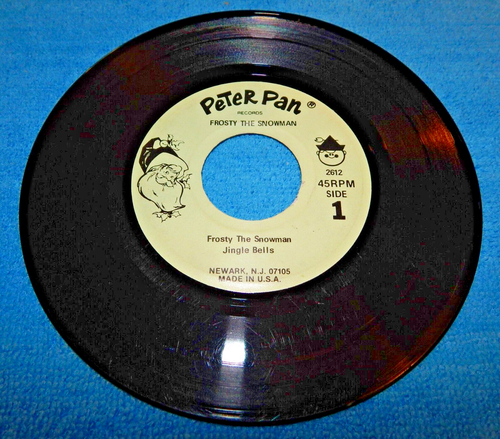 PETER PAN ®
RECORDS
FROSTY THE SNOWMAN
2612
45RPM
SIDE
1
Frosty The Snowman
Jingle Bells
NEWARK, N.J. 07105
MADE IN U.S.A.